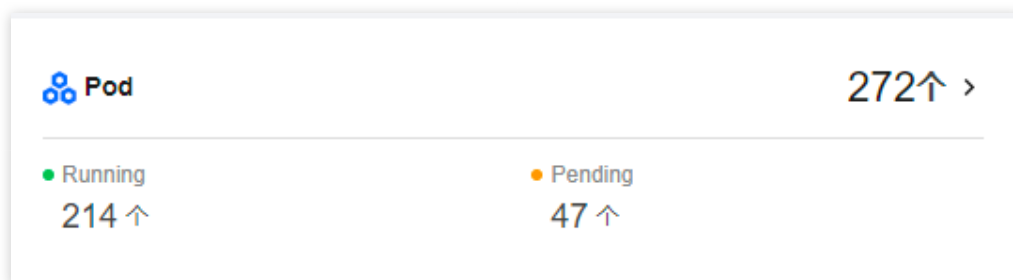 Pod 272个 >
Running Pending
214 个 47 个